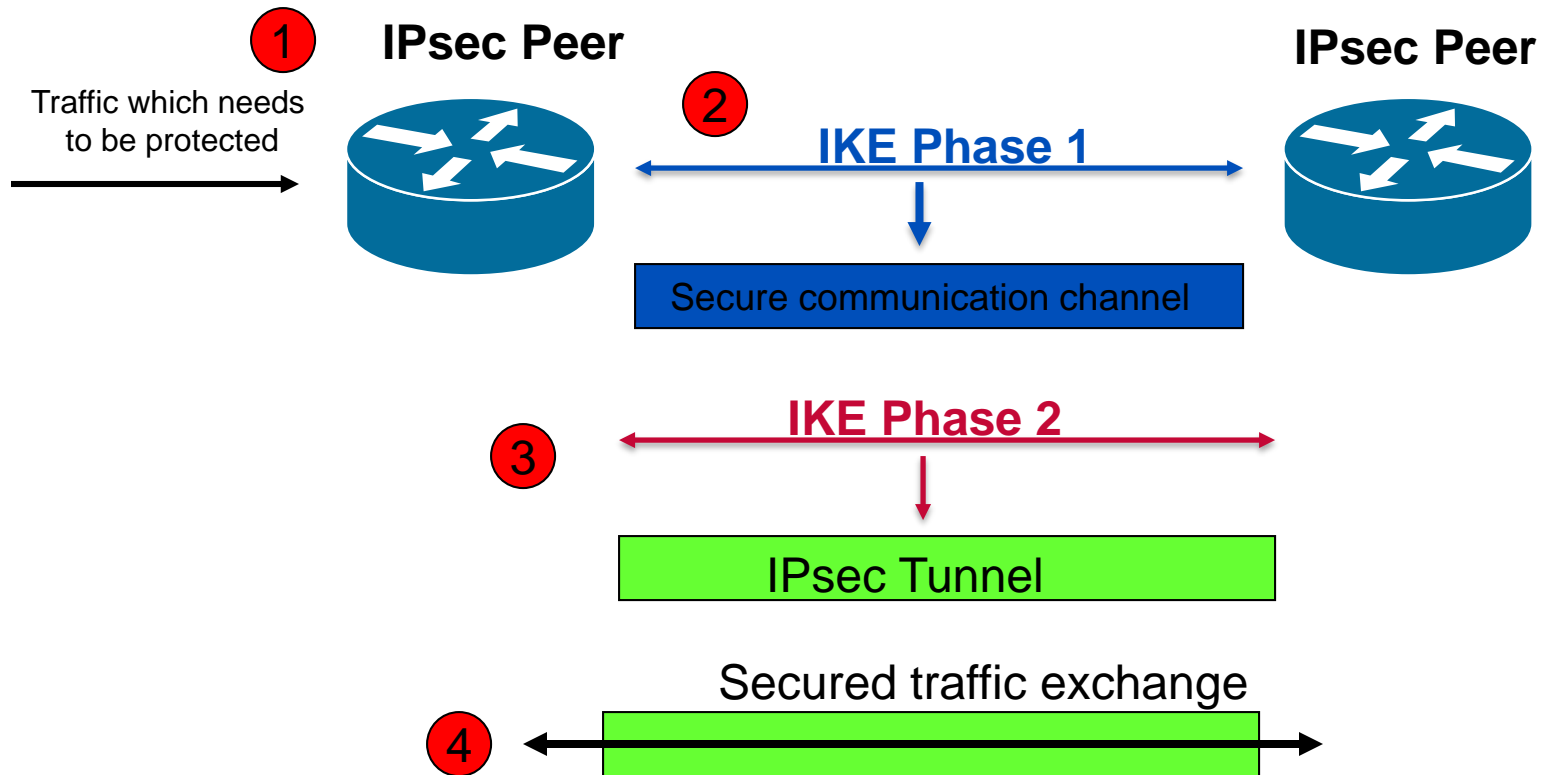 1
IPsec Peer
IPsec Peer
Traffic which needs
to be protected
2
IKE Phase 1
Secure communication channel
IKE Phase 2
3
IPsec Tunnel
Secured traffic exchange
4